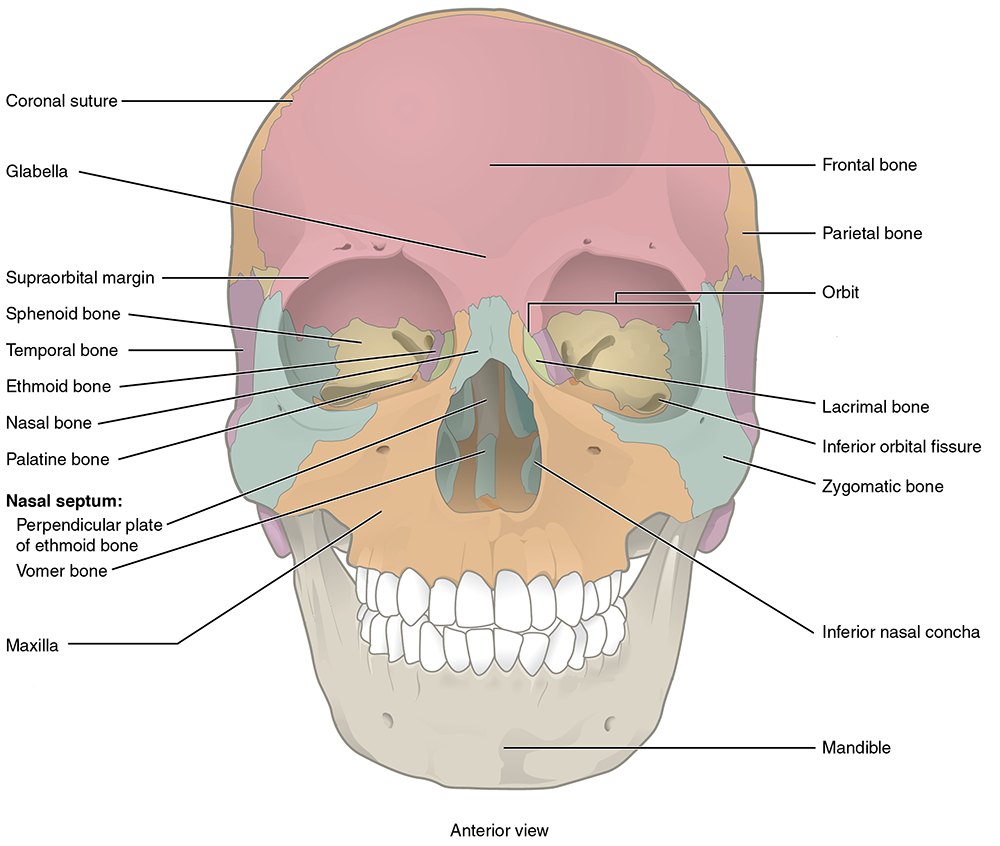 Coronal suture
Glabella
Supraorbital margin
Sphenoid bone
Temporal bone
Ethmoid bone
Nasal bone
Palatine bone
Nasal septum:
Perpendicular plate
of ethmoid bone
Vomer bone
Maxilla
Frontal bone
Parietal bone
Orbit
Lacrimal bone
Inferior orbital fissure
Zygomatic bone
Inferior nasal concha
Mandible
Anterior view